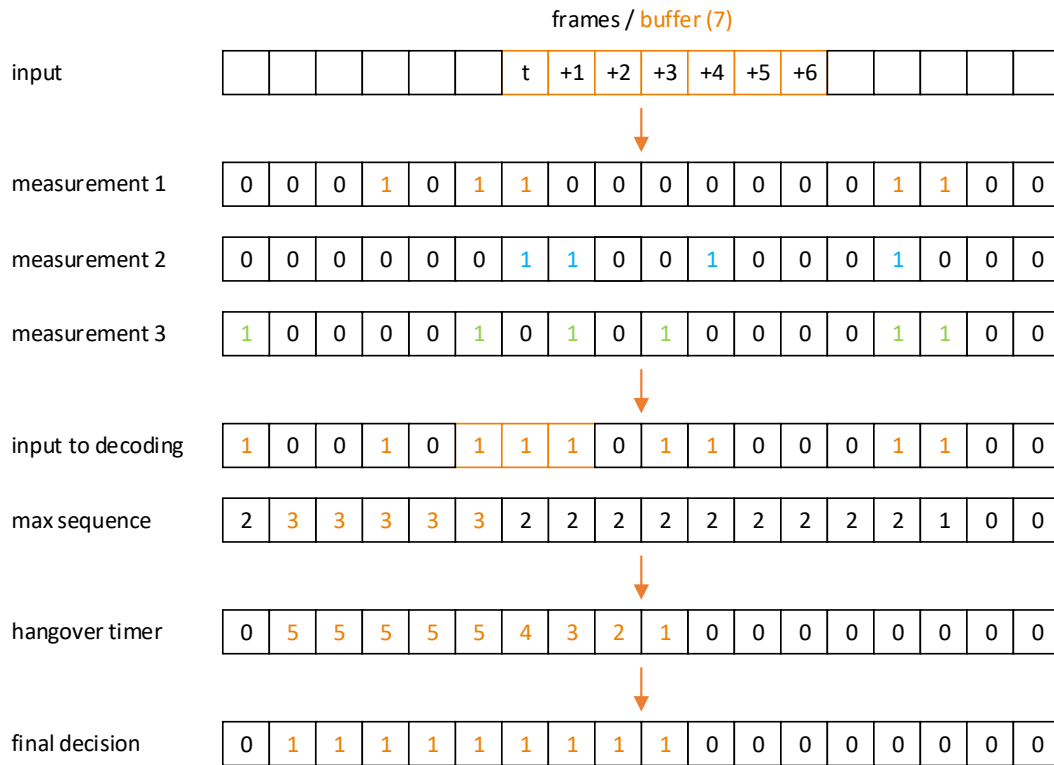 frames / buffer (7)
input t +1 +2 +3 +4 +5 +6
measurement 1 0 0 0 1 0 1 1 0 0 0 0 0 0 0 1 1 0 0
measurement 2 0 0 0 0 0 0 1 1 0 0 1 0 0 0 1 0 0 0
measurement 3 1 0 0 0 0 1 0 1 0 1 0 0 0 0 1 1 0 0
input to decoding 1 0 0 1 0 1 1 1 0 1 1 0 0 0 1 1 0 0
max sequence 2 3 3 3 3 3 2 2 2 2 2 2 2 2 2 1 0 0
hangover timer 0 5 5 5 5 5 4 3 2 1 0 0 0 0 0 0 0 0
final decision 0 1 1 1 1 1 1 1 1 1 0 0 0 0 0 0 0 0